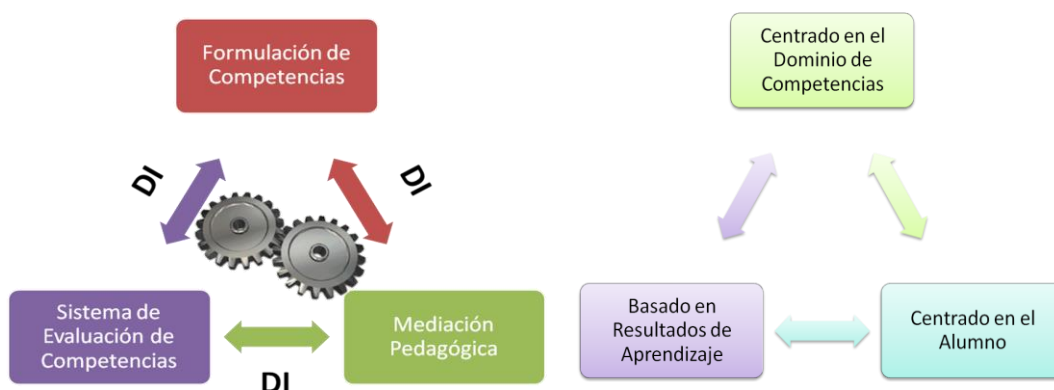 Formulación de
Competencias
DI
DI
Sistema de
Evaluación de
Competencias
Mediación
Pedagógica
DI
Centrado en el
Dominio de
Competencias
Basado en
Resultados de
Aprendizaje
Centrado en el
Alumno